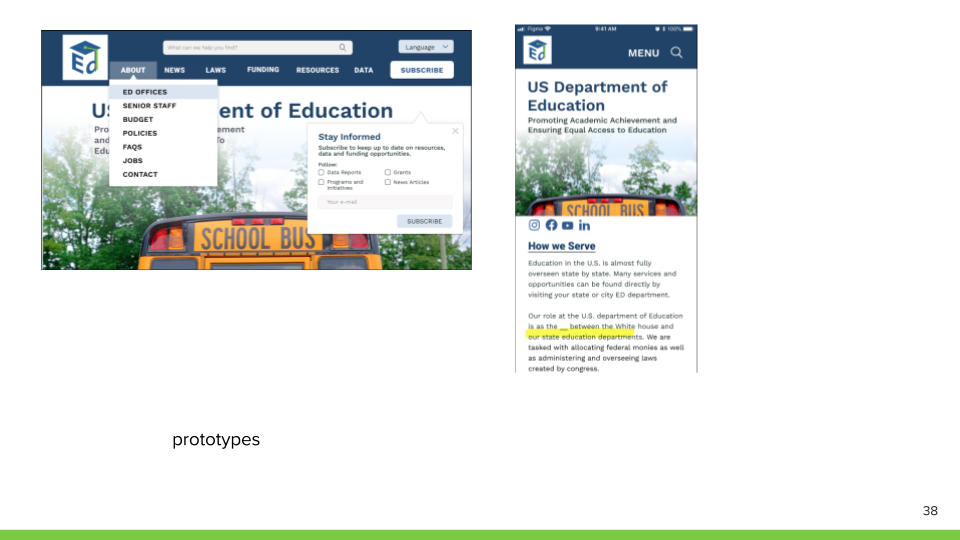 Ed
What can we help you find?
Language
ABOUT NEWS LAWS FUNDING RESOURCES DATA SUBSCRIBE
ED OFFICES
SENIOR STAFF
BUDGET
POLICIES
FAQS
JOBS
CONTACT
US ent of Education
Pro ement
and To
Edu
Stay Informed
Subscribe to keep up to date on resources,
data and funding opportunities.
Follow:
Data Reports Grants
Programs and News Articles
Initiatives
Your e-mail
SUBSCRIBE
SCHOOL BUS
Figma 9:41 AM 100%
Ed
MENU
US Department of
Education
Promoting Academic Achievement and
Ensuring Equal Access to Education
SCHOOL BUS
How we Serve
Education in the U.S. is almost fully
overseen state by state. Many services and
opportunities can be found directly by
visiting your state or city ED department.
Our role at the U.S. department of Education
is as the __ between the White house and
our state education departments. We are
tasked with allocating federal monies as well
as administering and overseeing laws
created by congress.
prototypes
38